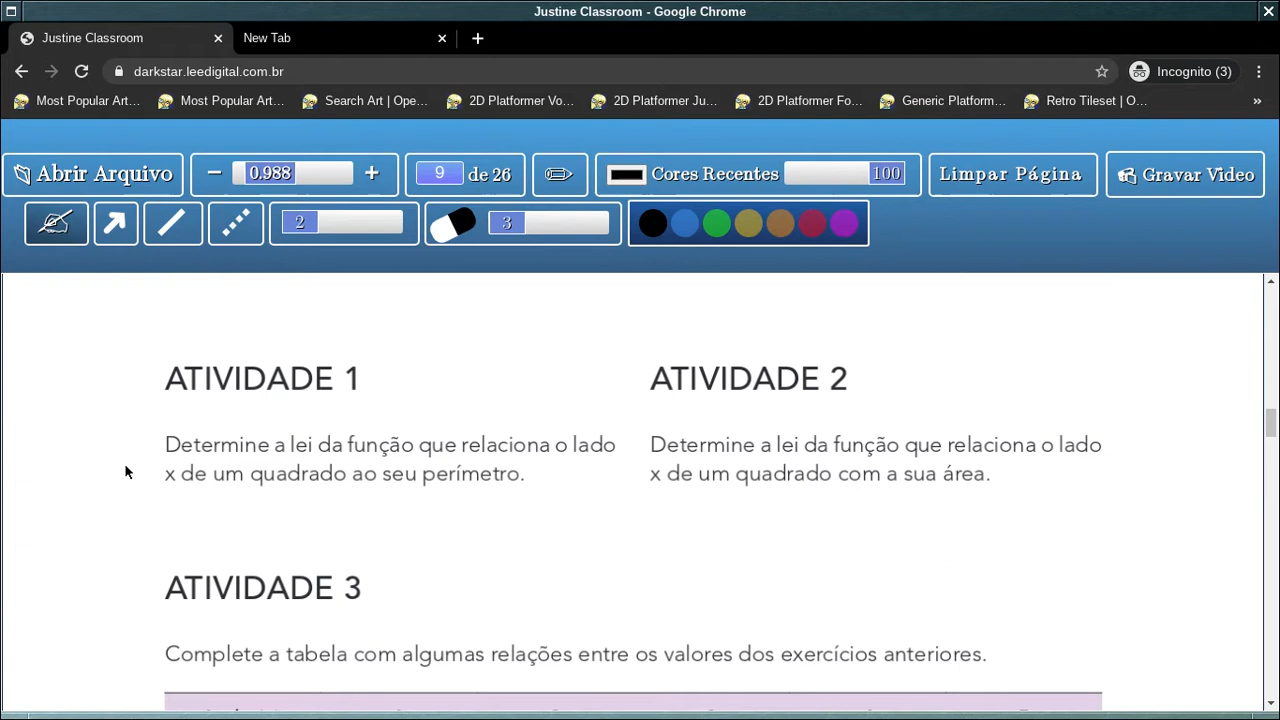 Justine Classroom - Google Chrome
Justine Classroom
New Tab
darkstar.leedigital.com.br
Incognito (3)
Most Popular Art...
Most Popular Art...
Search Art | Ope...
2D Platformer Vo...
2D Platformer Ju...
2D Platformer Fo...
Generic Platform...
Retro Tileset | O...
»
Abrir Arquivo
− 0.988 +
9 de 26
Cores Recentes 100
Limpar Página
Gravar Video
2
3
ATIVIDADE 1
Determine a lei da função que relaciona o lado
x de um quadrado ao seu perímetro.
ATIVIDADE 2
Determine a lei da função que relaciona o lado
x de um quadrado com a sua área.
ATIVIDADE 3
Complete a tabela com algumas relações entre os valores dos exercícios anteriores.